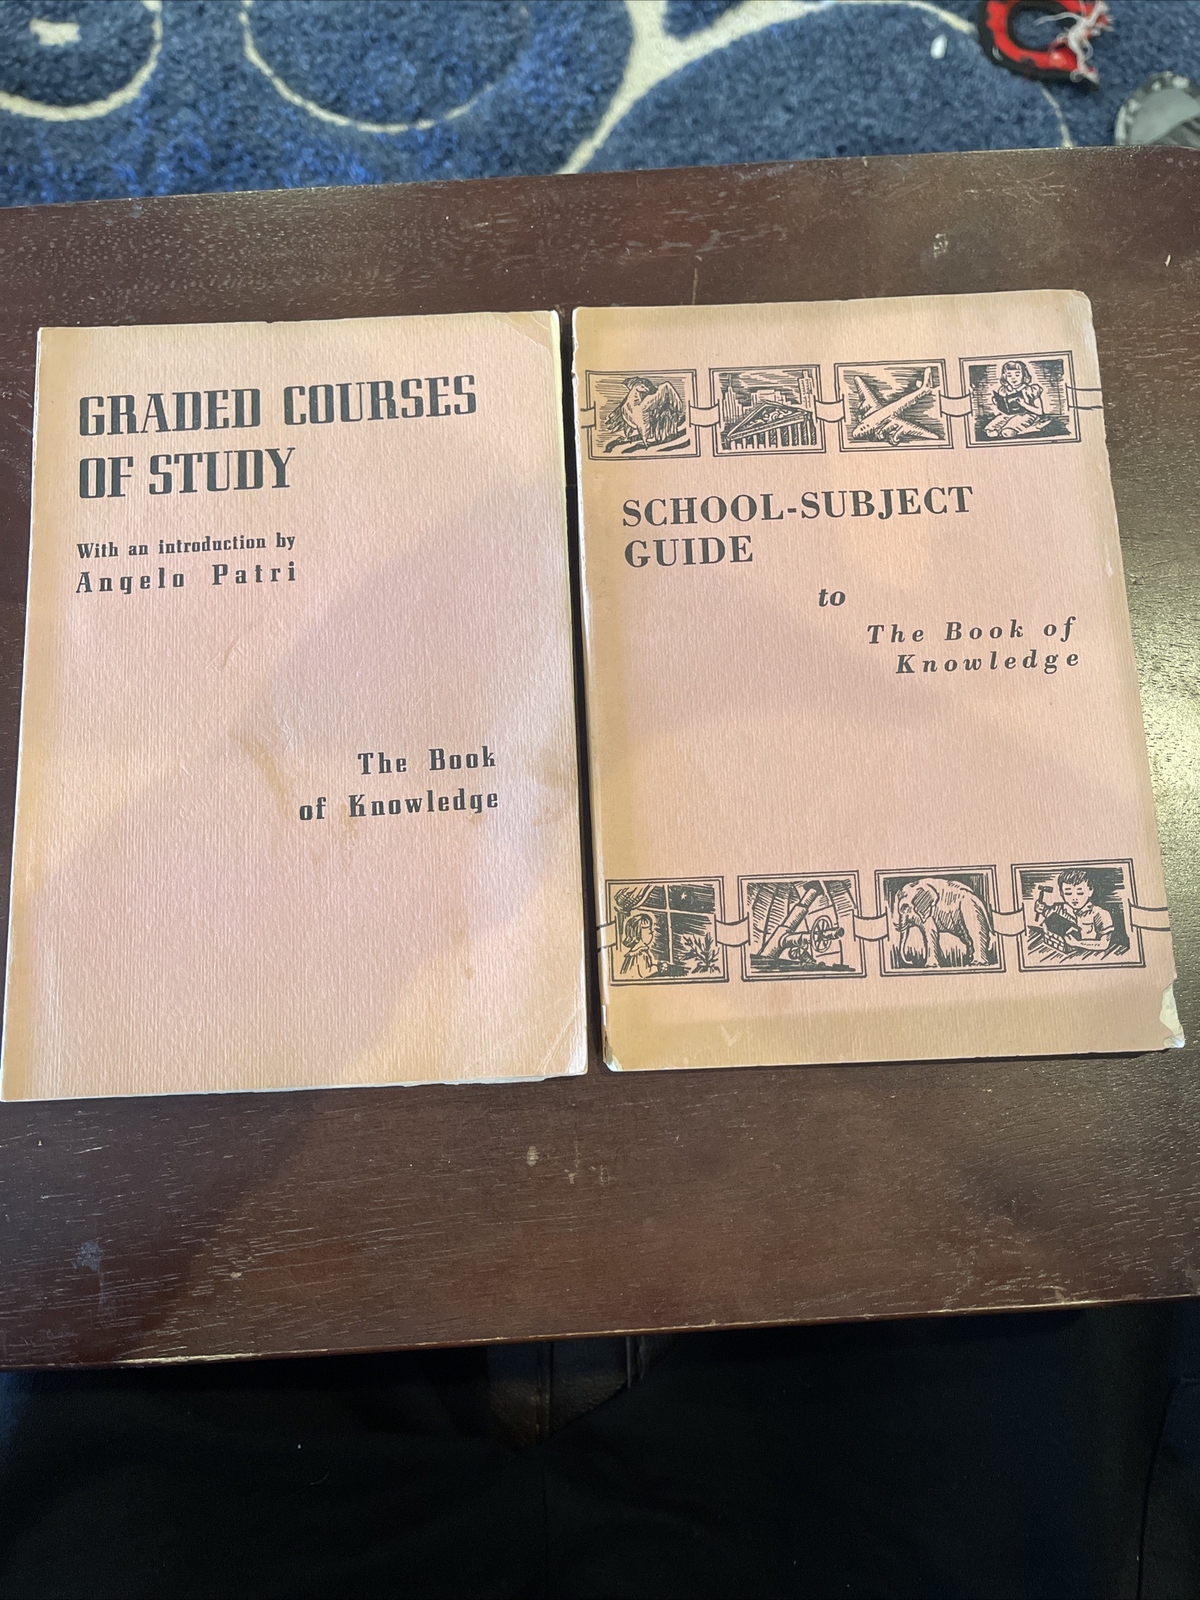 GRADED COURSES
OF STUDY
With an introduction by
Angelo Patri
The Book
of Knowledge
SCHOOL-SUBJECT
GUIDE
to
The Book of
Knowledge